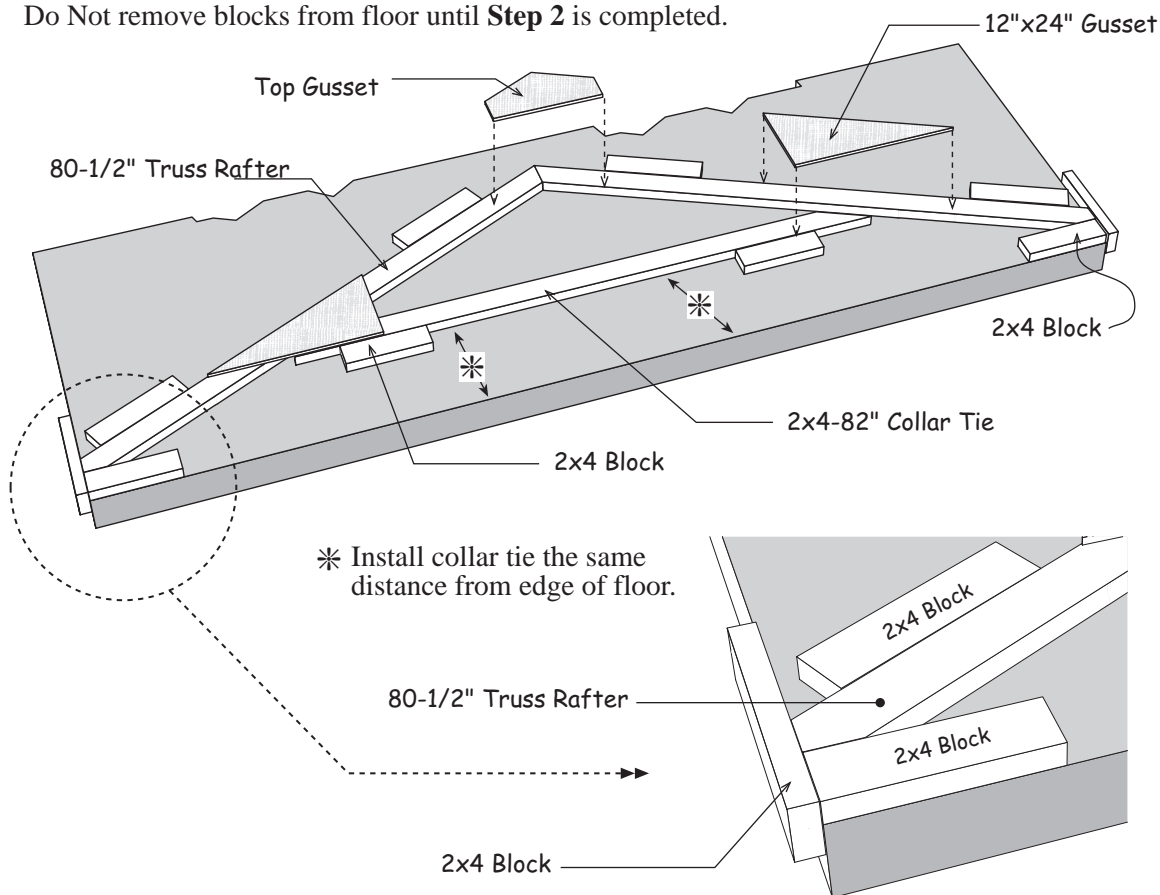 Do Not remove blocks from floor until Step 2 is completed.
12"x24" Gusset
Top Gusset
80-1/2" Truss Rafter
2x4 Block
2x4-82" Collar Tie
2x4 Block
✳ Install collar tie the same
distance from edge of floor.
2x4 Block
80-1/2" Truss Rafter
2x4 Block
2x4 Block